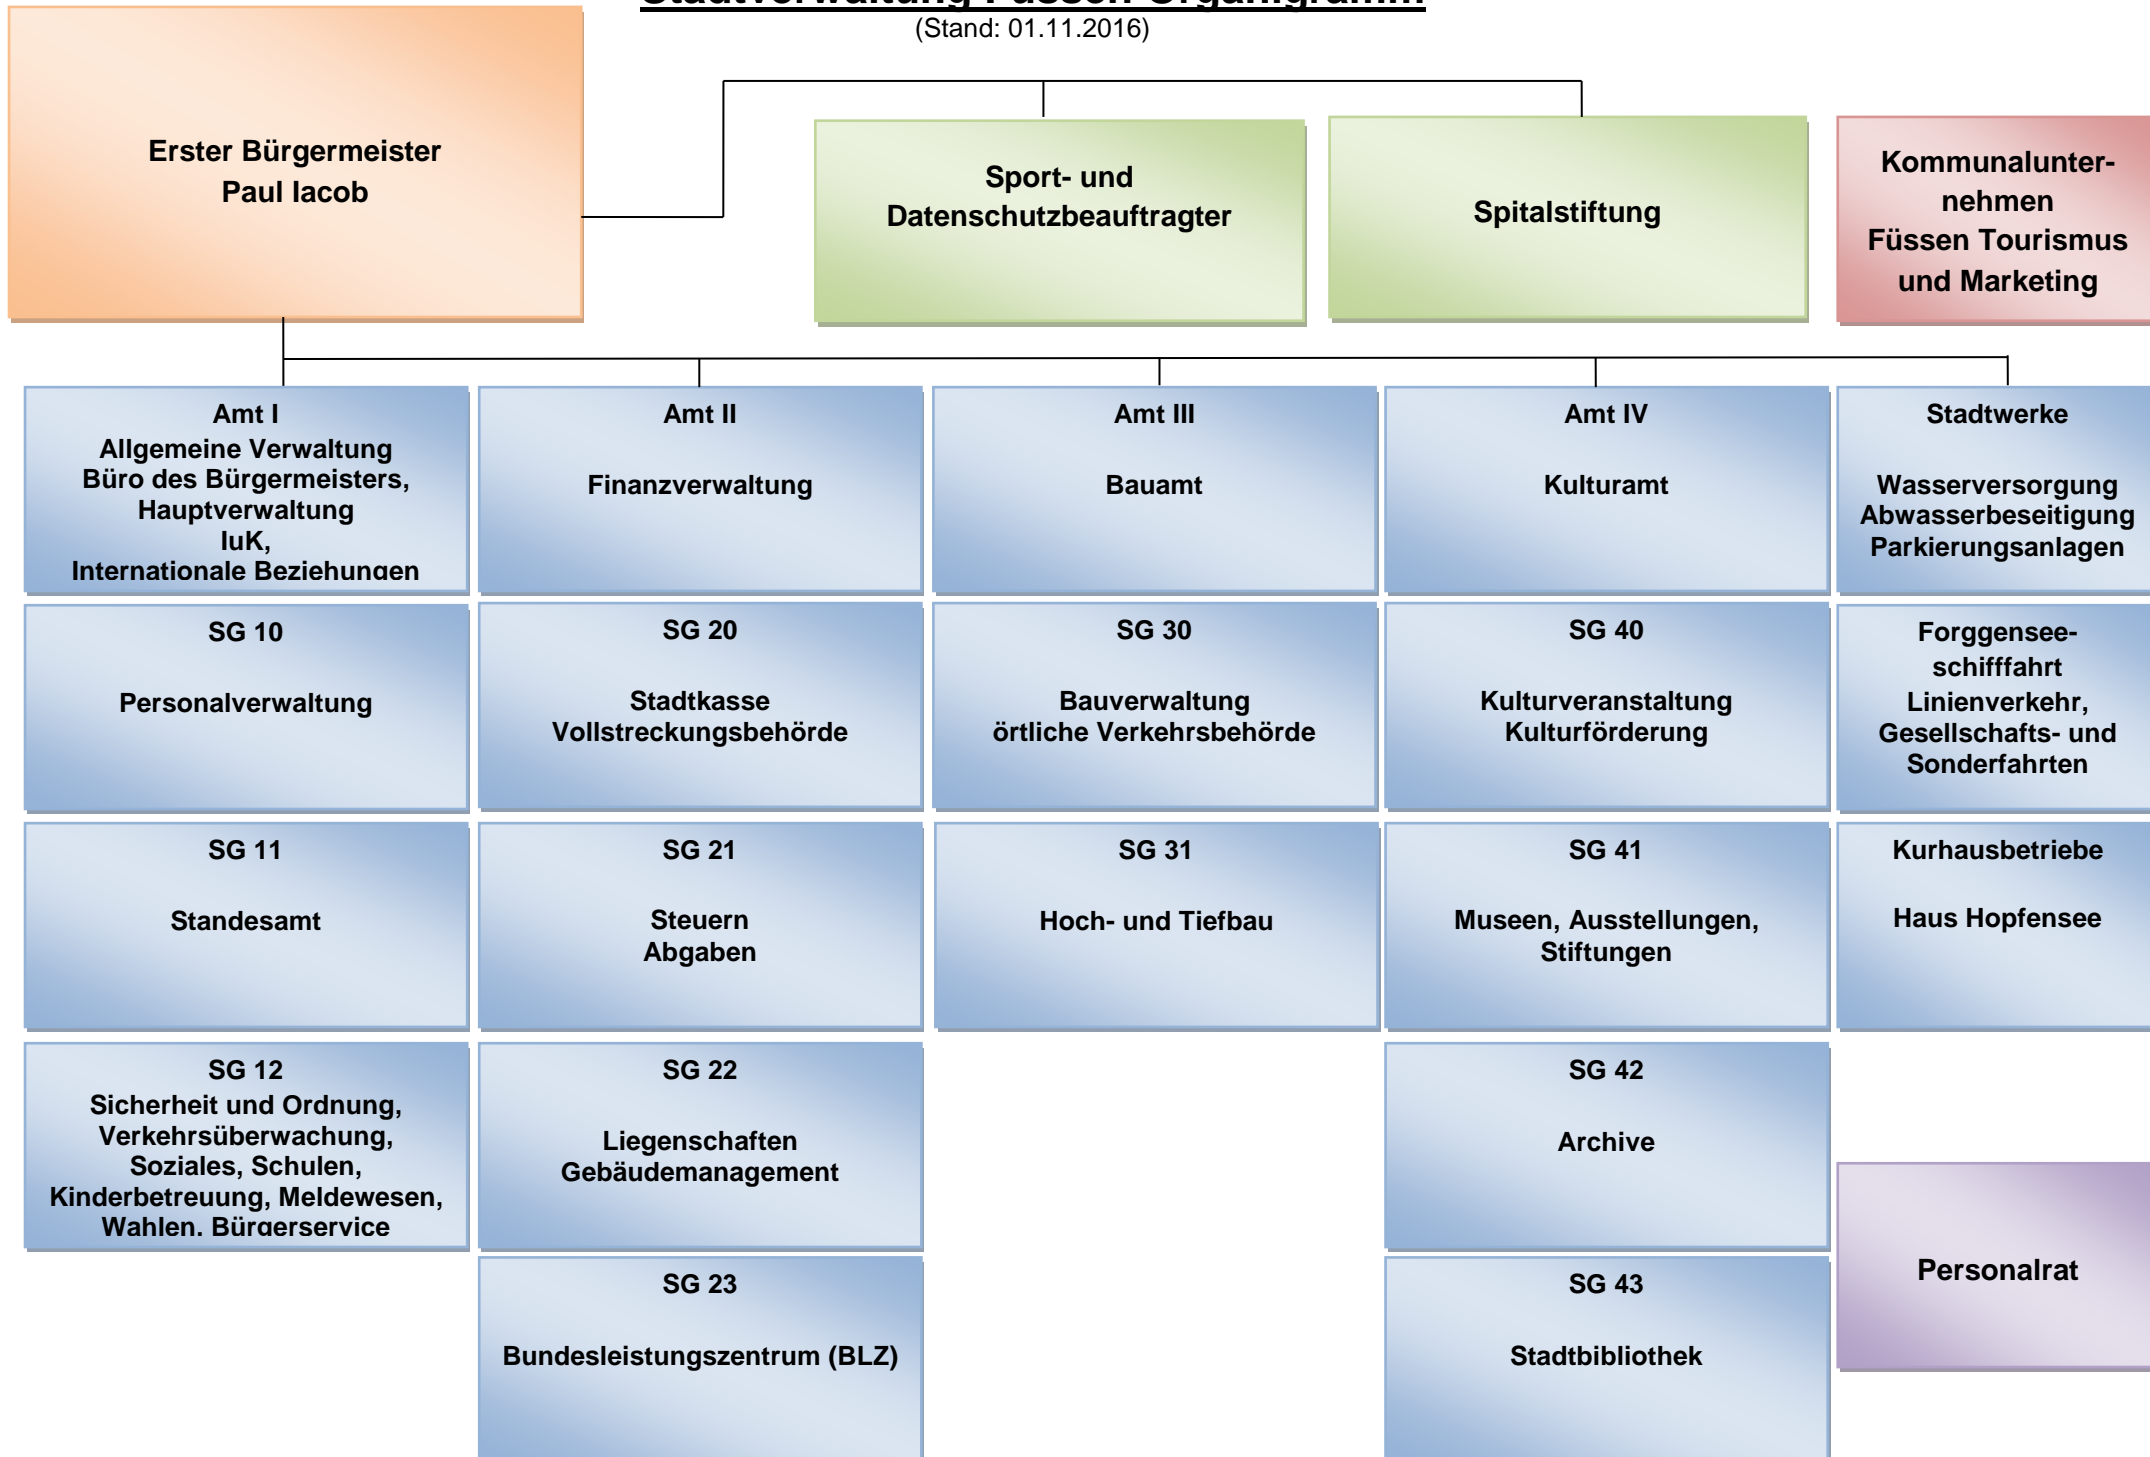 Stadtverwaltung Füssen Organigramm
(Stand: 01.11.2016)
Erster Bürgermeister
Paul Iacob
Sport- und
Datenschutzbeauftragter
Spitalstiftung
Kommunalunter-
nehmen
Füssen Tourismus
und Marketing
Amt I
Allgemeine Verwaltung
Büro des Bürgermeisters,
Hauptverwaltung
IuK,
Internationale Beziehungen
Amt II
Finanzverwaltung
Amt III
Bauamt
Amt IV
Kulturamt
Stadtwerke
Wasserversorgung
Abwasserbeseitigung
Parkierungsanlagen
SG 10
Personalverwaltung
SG 20
Stadtkasse
Vollstreckungsbehörde
SG 30
Bauverwaltung
örtliche Verkehrsbehörde
SG 40
Kulturveranstaltung
Kulturförderung
Forggensee-
schifffahrt
Linienverkehr,
Gesellschafts- und
Sonderfahrten
SG 11
Standesamt
SG 21
Steuern
Abgaben
SG 31
Hoch- und Tiefbau
SG 41
Museen, Ausstellungen,
Stiftungen
Kurhausbetriebe
Haus Hopfensee
SG 12
Sicherheit und Ordnung,
Verkehrsüberwachung,
Soziales, Schulen,
Kinderbetreuung, Meldewesen,
Wahlen, Bürgerservice
SG 22
Liegenschaften
Gebäudemanagement
SG 42
Archive
Personalrat
SG 23
Bundesleistungszentrum (BLZ)
SG 43
Stadtbibliothek